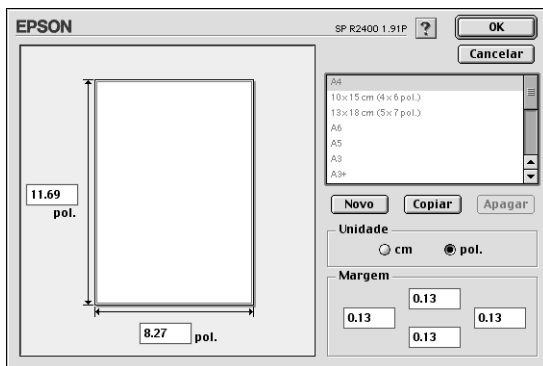 EPSON
SP R2400 1.91P
?
OK
Cancelar
A4
10×15 cm (4×6 pol.)
13×18 cm (5×7 pol.)
A6
A5
A3
A3+
Novo
Copiar
Apagar
11.69
pol.
8.27 pol.
Unidade
cm
pol.
Margem
0.13
0.13
0.13
0.13